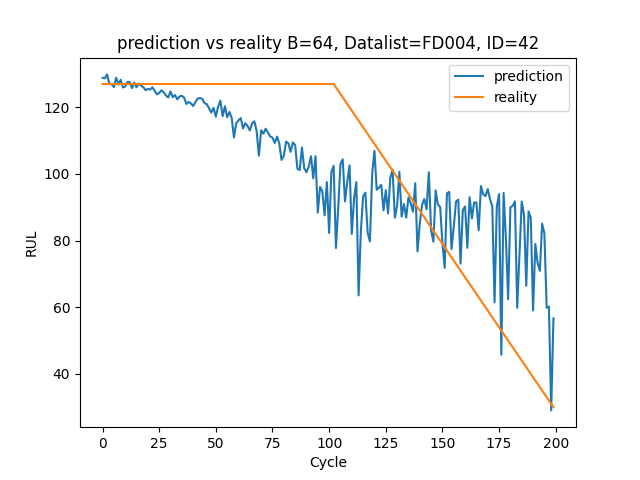 prediction vs reality B=64, Datalist=FD004, ID=42
prediction
reality
RUL
120
100
80
60
40
0 25 50 75 100 125 150 175 200
Cycle